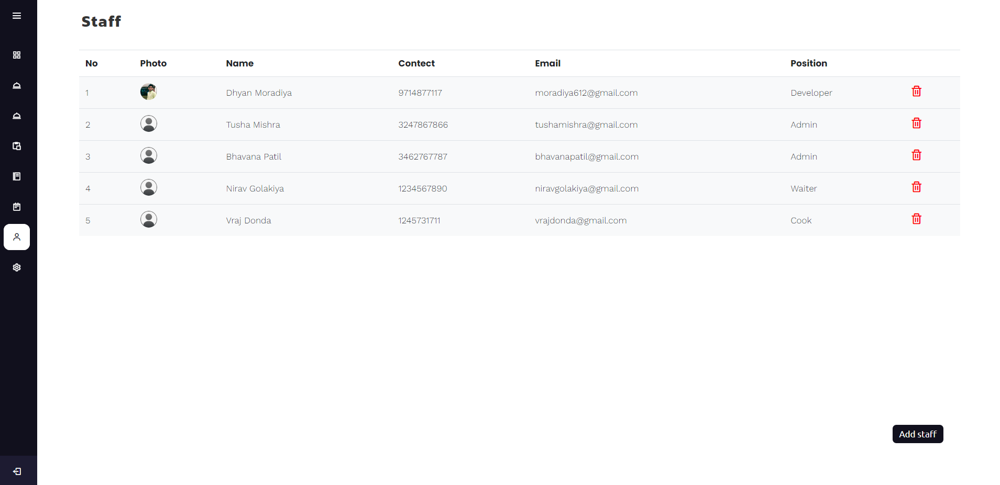 Staff
No Photo Name Contect Email Position
1 Dhyan Moradiya 9714877117 moradiya612@gmail.com Developer
2 Tusha Mishra 3247867866 tushamishra@gmail.com Admin
3 Bhavana Patil 3462767787 bhavanapatil@gmail.com Admin
4 Nirav Golakiya 1234567890 niravgolakiya@gmail.com Waiter
5 Vraj Donda 1245731711 vrajdonda@gmail.com Cook
Add staff